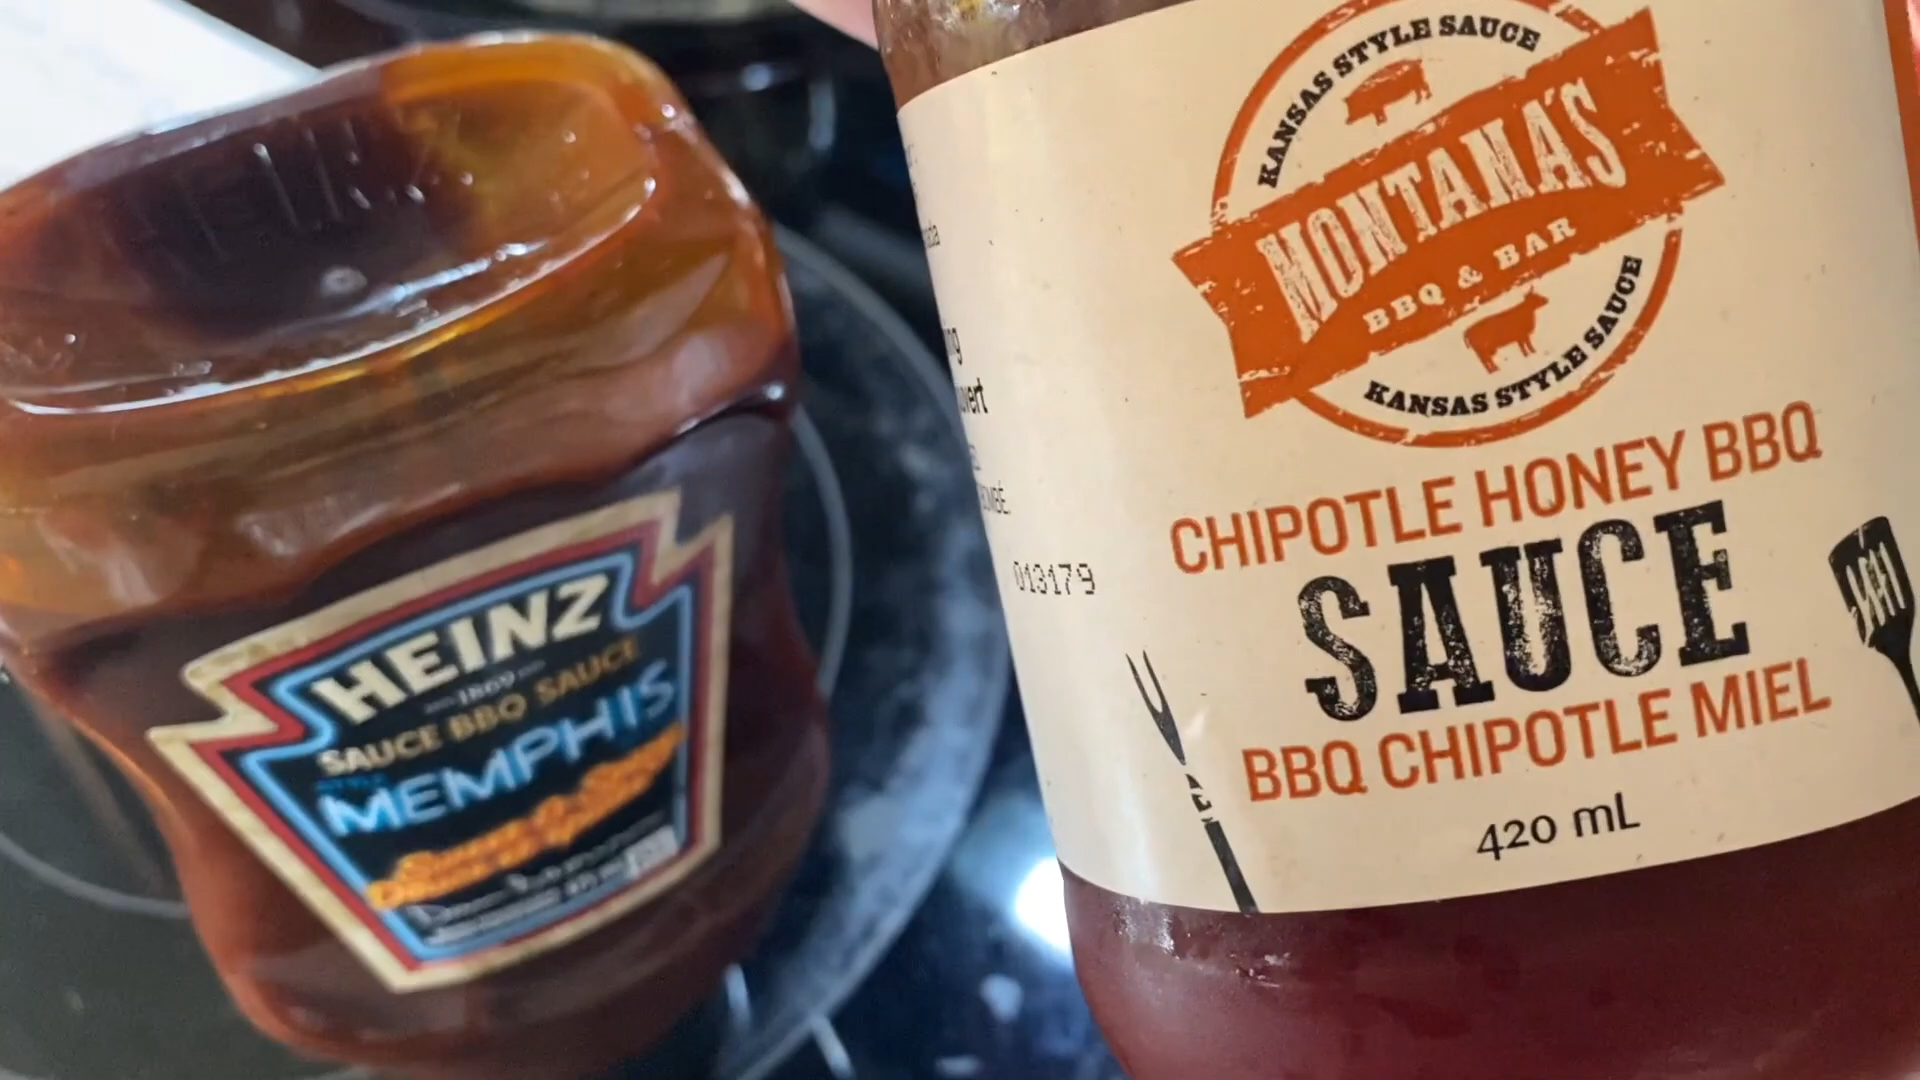 HEINZ
1869
SAUCE BBQ SAUCE
MEMPHIS
KANSAS STYLE SAUCE
MONTANA'S
BBQ & BAR
KANSAS STYLE SAUCE
CHIPOTLE HONEY BBQ
SAUCE
BBQ CHIPOTLE MIEL
420 mL
013179